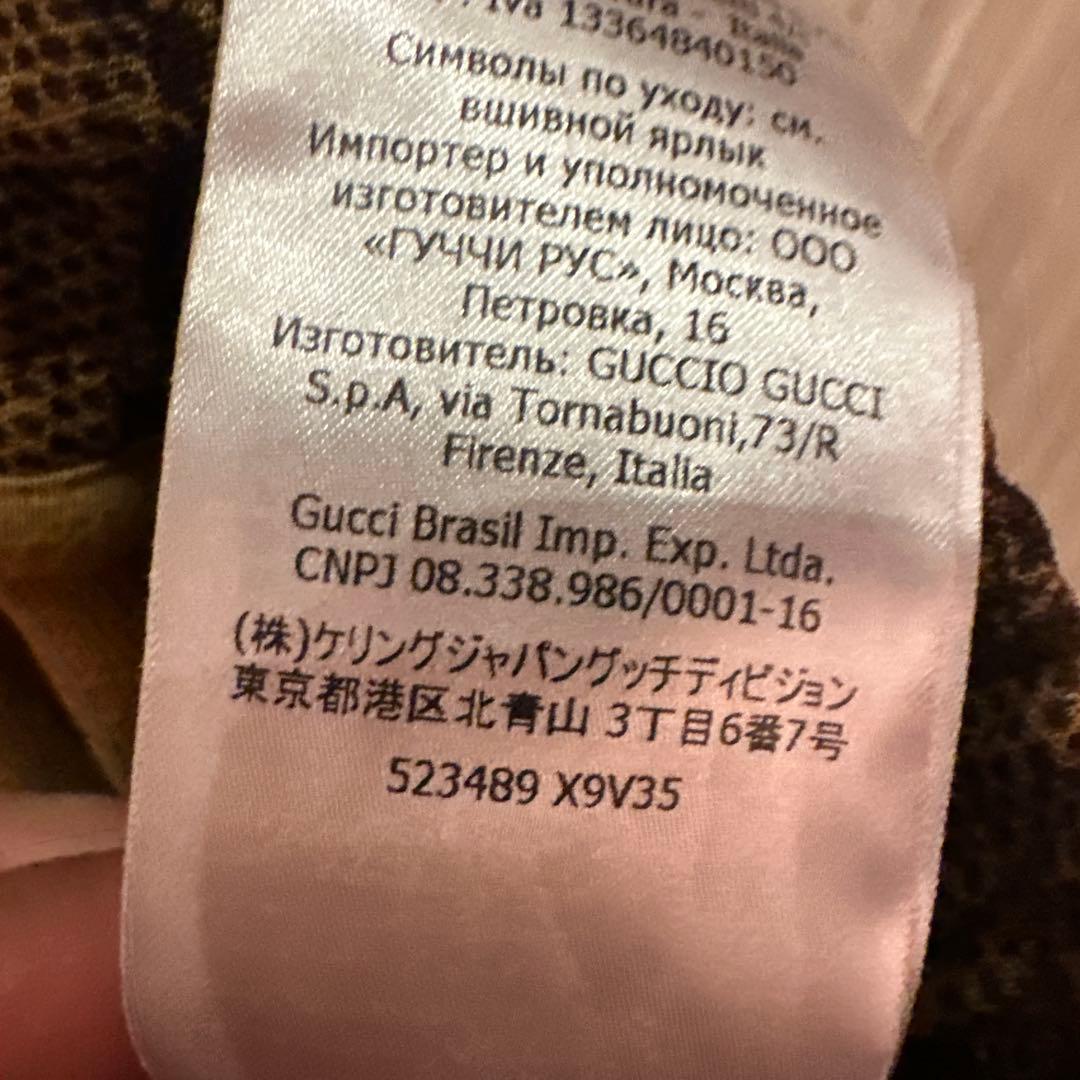 Italia
Iva 13364840150
Символы по уходу: см.
вшивной ярлык
Импортер и уполномоченное
изготовителем лицо: ООО
«ГУЧЧИ РУС», Москва,
Петровка, 16
Изготовитель: GUCCIO GUCCI
S.p.A, via Tornabuoni,73/R
Firenze, Italia
Gucci Brasil Imp. Exp. Ltda.
CNPJ 08.338.986/0001-16
(株)ケリングジャパングッチディビジョン
東京都港区北青山 3丁目6番7号
523489 X9V35